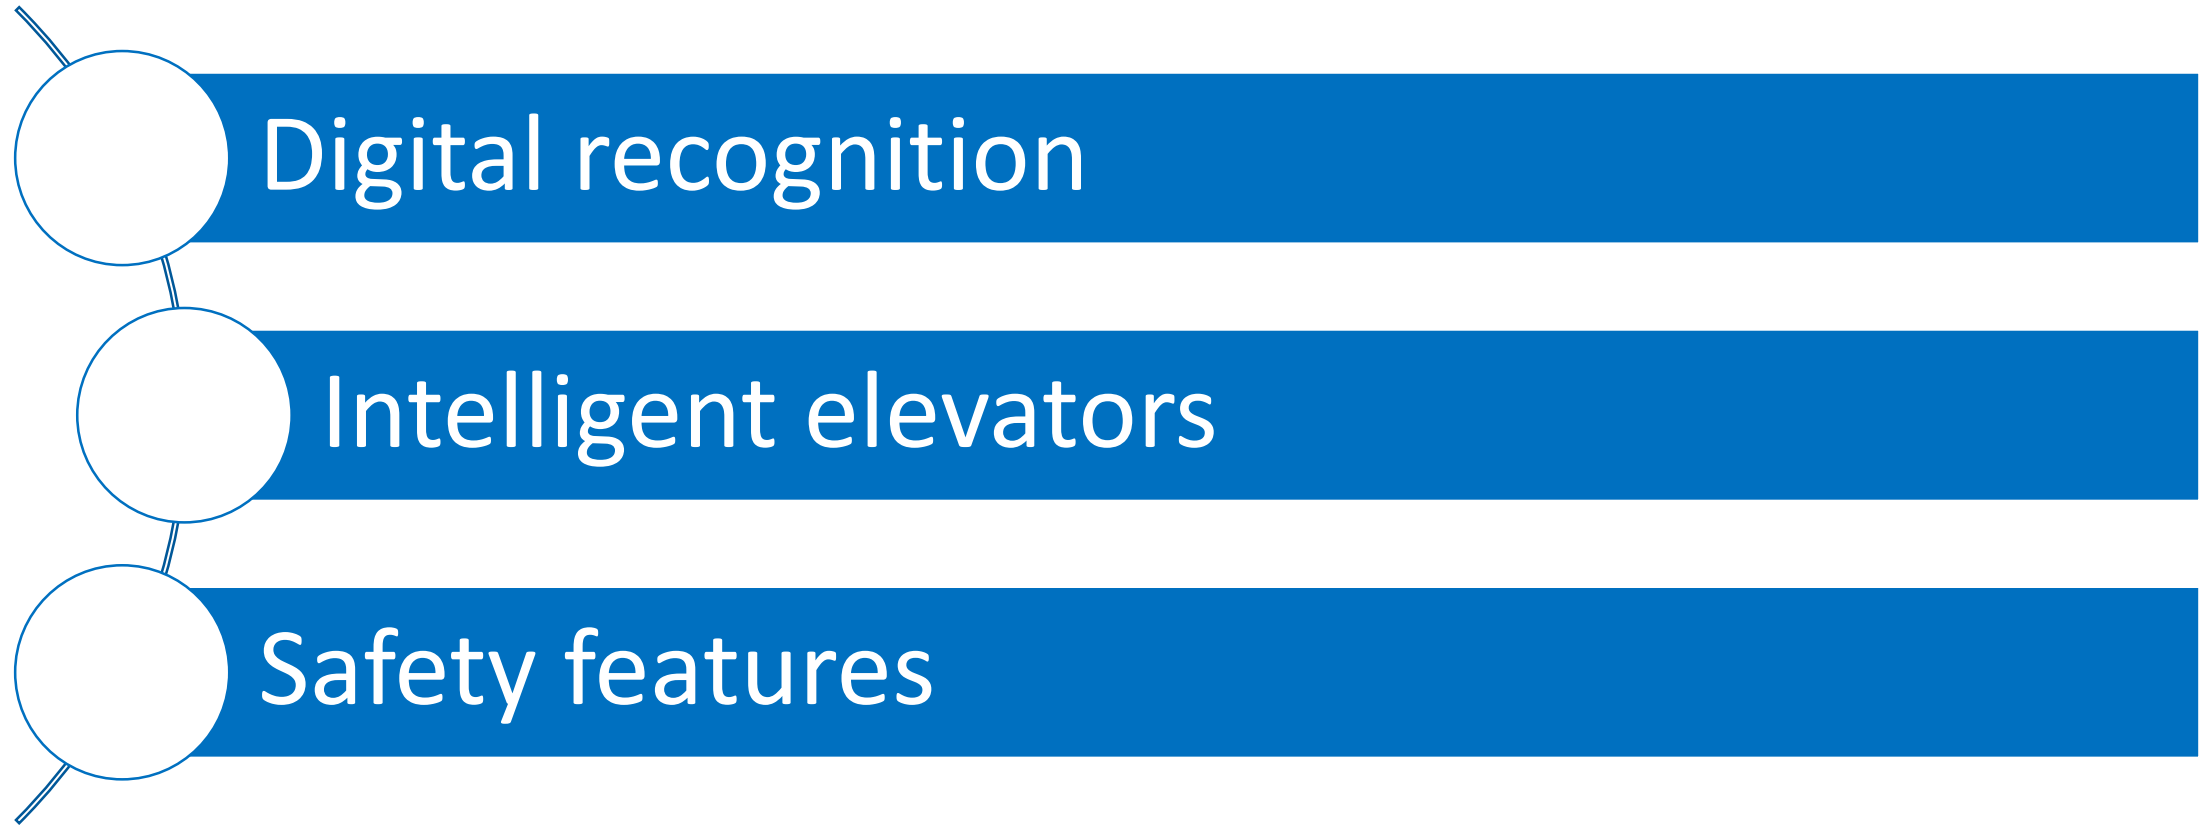 Digital recognition
Intelligent elevators
Safety features